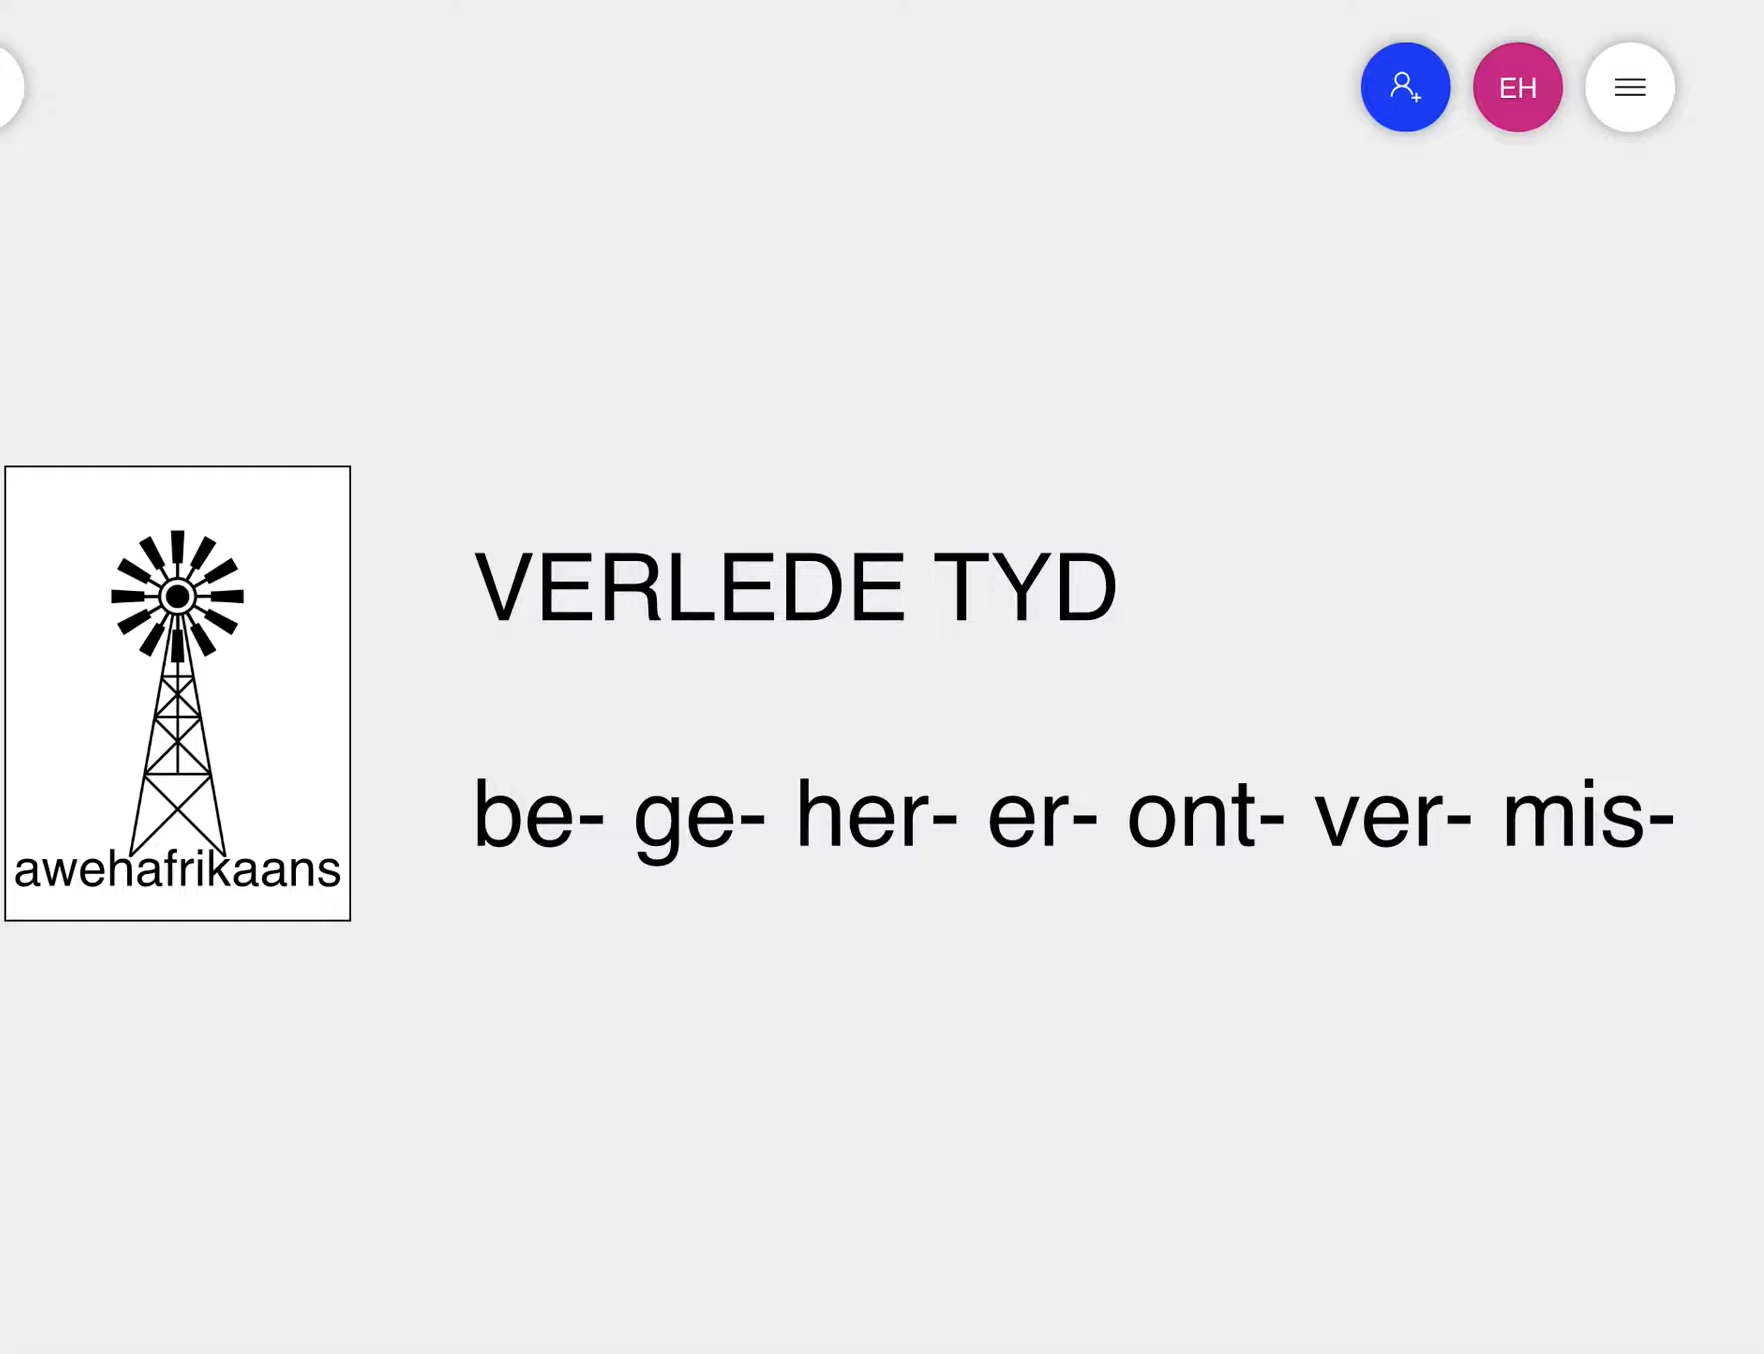 EH
VERLEDE TYD
be- ge- her- er- ont- ver- mis-
awehafrikaans